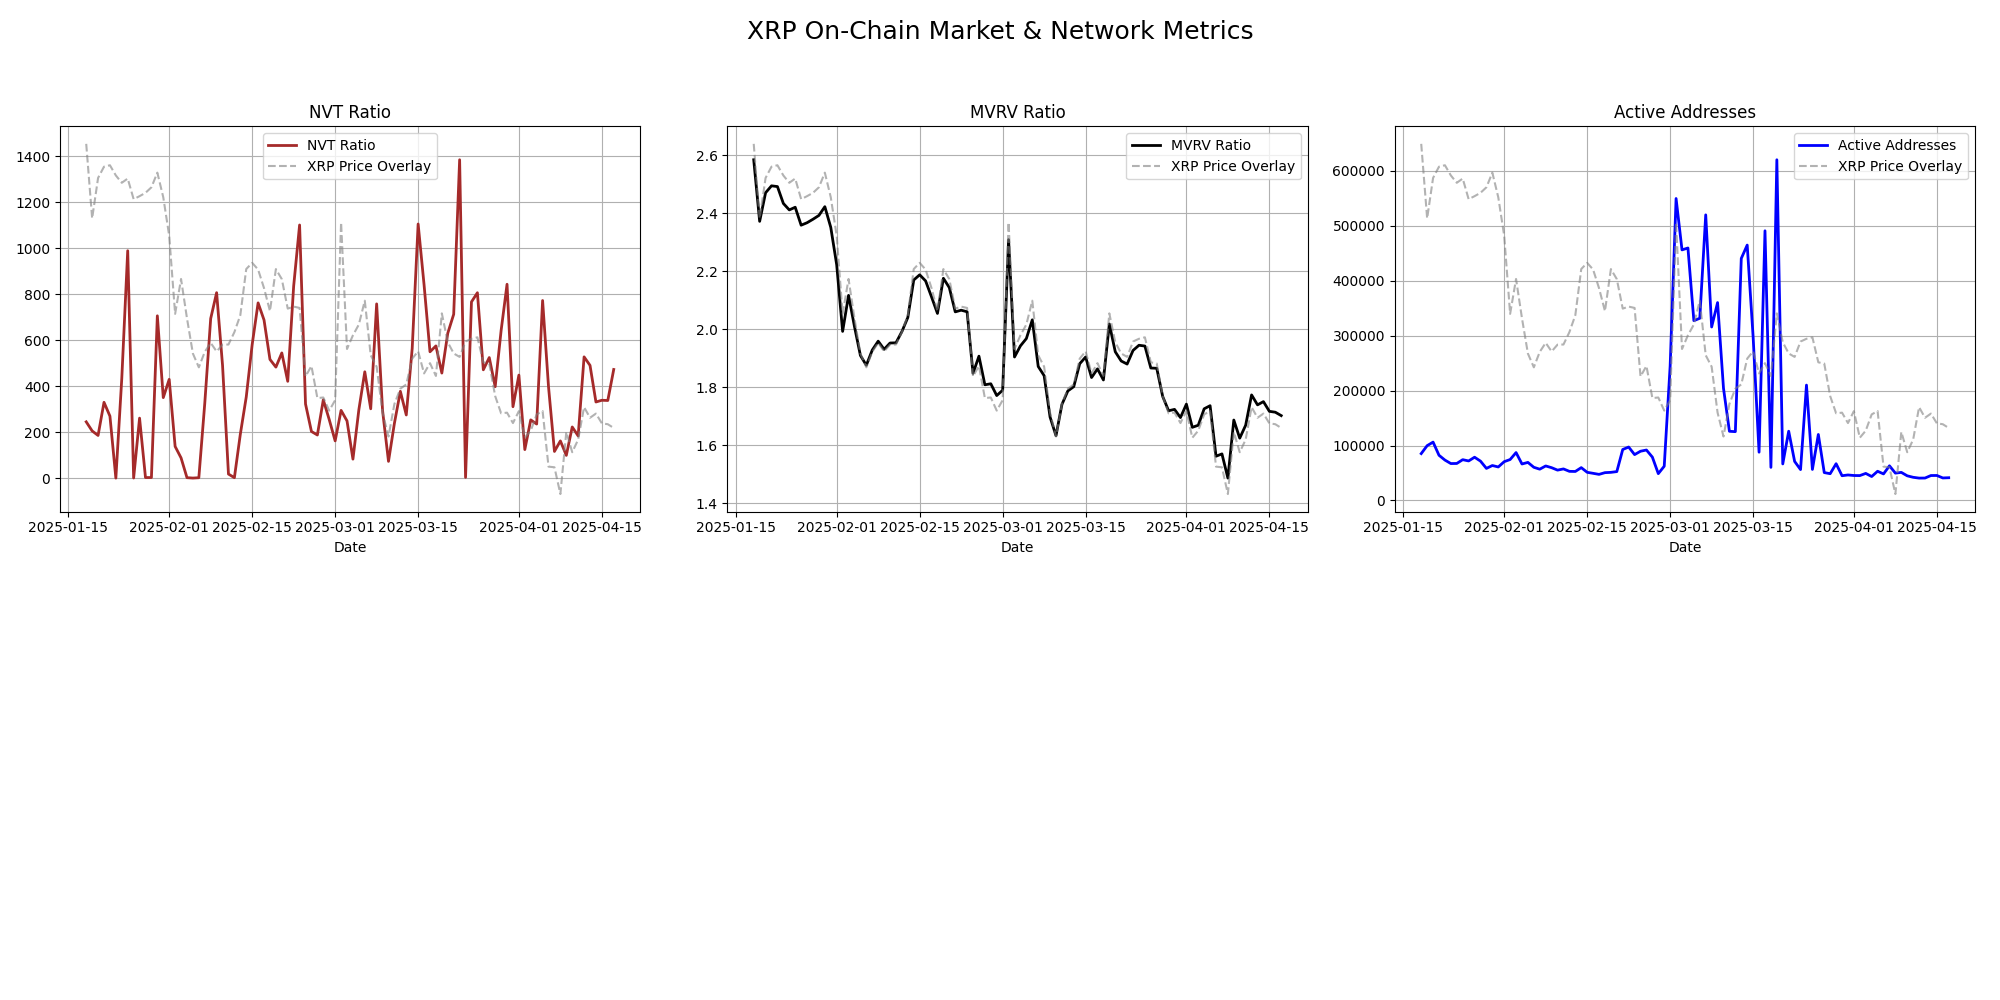 XRP On-Chain Market & Network Metrics
NVT Ratio
NVT Ratio
XRP Price Overlay
1400
1200
1000
800
600
400
200
0
2025-01-15 2025-02-01 2025-02-15 2025-03-01 2025-03-15 2025-04-01 2025-04-15
Date
MVRV Ratio
MVRV Ratio
XRP Price Overlay
2.6
2.4
2.2
2.0
1.8
1.6
1.4
2025-01-15 2025-02-01 2025-02-15 2025-03-01 2025-03-15 2025-04-01 2025-04-15
Date
Active Addresses
Active Addresses
XRP Price Overlay
600000
500000
400000
300000
200000
100000
0
2025-01-15 2025-02-01 2025-02-15 2025-03-01 2025-03-15 2025-04-01 2025-04-15
Date